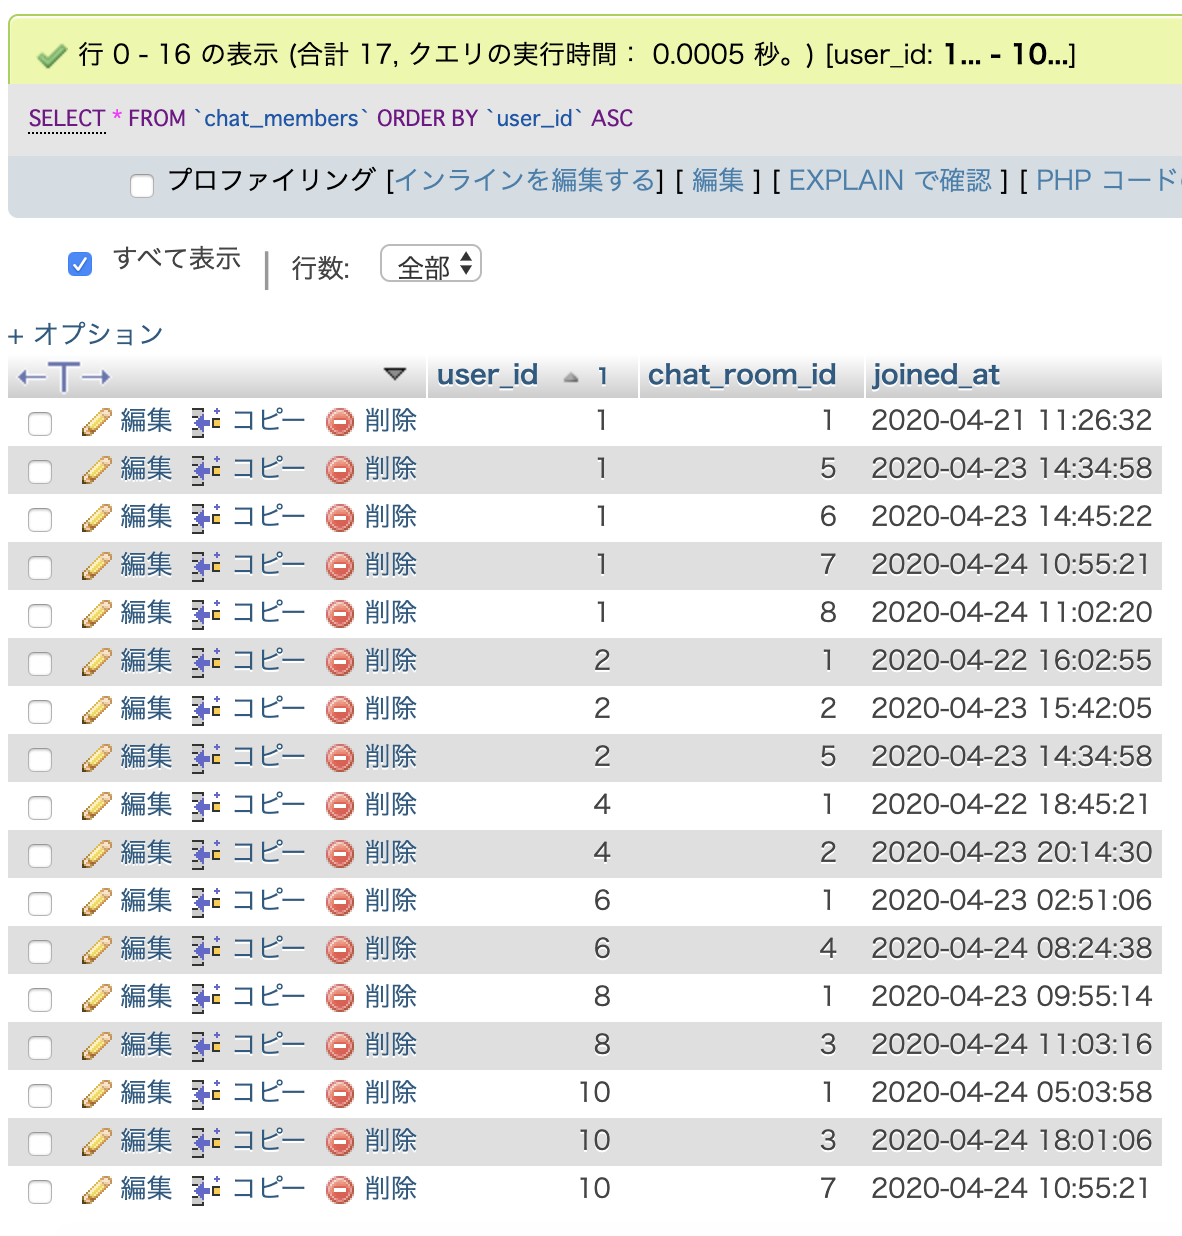 行 0 - 16 の表示 (合計 17, クエリの実行時間： 0.0005 秒。) [user_id: 1... - 10...]
SELECT * FROM `chat_members` ORDER BY `user_id` ASC
プロファイリング [インラインを編集する] [ 編集 ] [ EXPLAIN で確認 ] [ PHP コード
すべて表示 | 行数: 全部
+ オプション
←T→ user_id 1 chat_room_id joined_at
編集 コピー 削除 1 1 2020-04-21 11:26:32
編集 コピー 削除 1 5 2020-04-23 14:34:58
編集 コピー 削除 1 6 2020-04-23 14:45:22
編集 コピー 削除 1 7 2020-04-24 10:55:21
編集 コピー 削除 1 8 2020-04-24 11:02:20
編集 コピー 削除 2 1 2020-04-22 16:02:55
編集 コピー 削除 2 2 2020-04-23 15:42:05
編集 コピー 削除 2 5 2020-04-23 14:34:58
編集 コピー 削除 4 1 2020-04-22 18:45:21
編集 コピー 削除 4 2 2020-04-23 20:14:30
編集 コピー 削除 6 1 2020-04-23 02:51:06
編集 コピー 削除 6 4 2020-04-24 08:24:38
編集 コピー 削除 8 1 2020-04-23 09:55:14
編集 コピー 削除 8 3 2020-04-24 11:03:16
編集 コピー 削除 10 1 2020-04-24 05:03:58
編集 コピー 削除 10 3 2020-04-24 18:01:06
編集 コピー 削除 10 7 2020-04-24 10:55:21